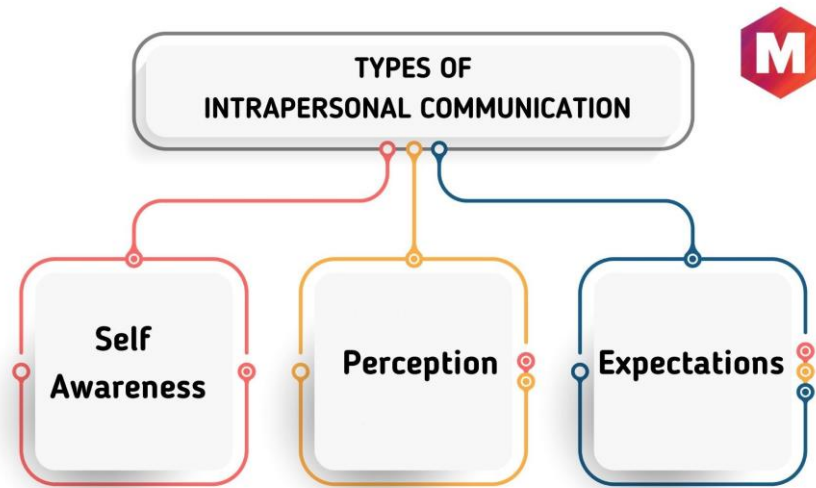 TYPES OF
INTRAPERSONAL COMMUNICATION
M
Self
Awareness
Perception
Expectations